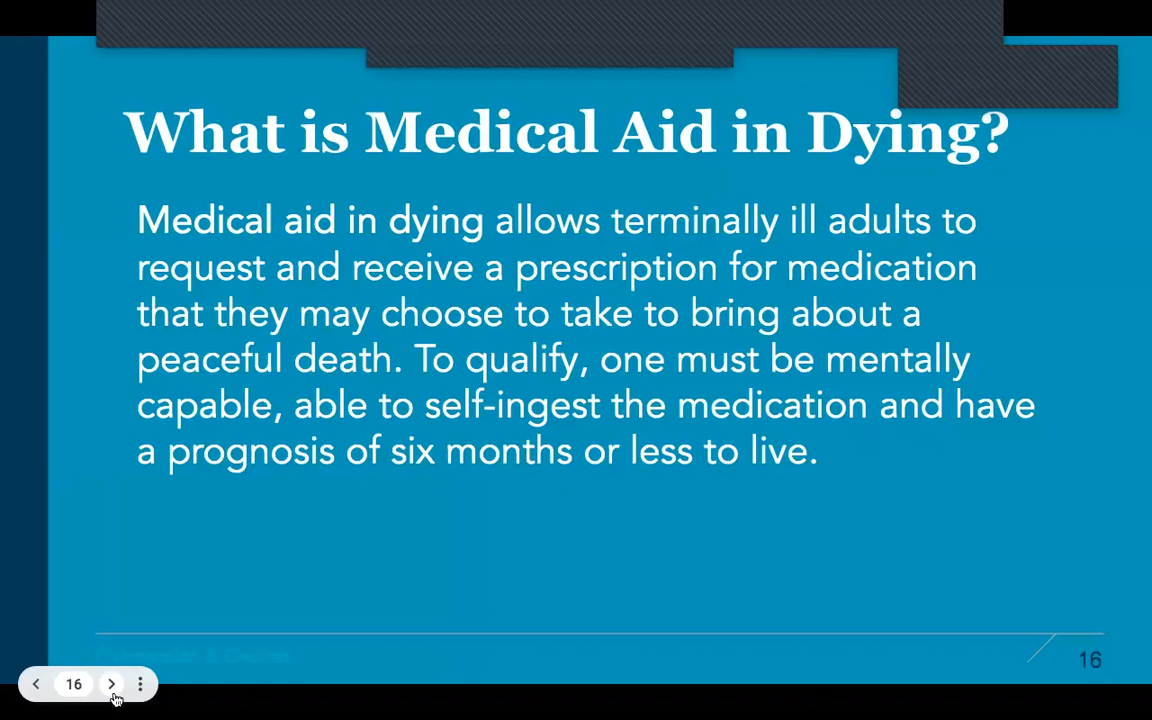 What is Medical Aid in Dying?
Medical aid in dying allows terminally ill adults to
request and receive a prescription for medication
that they may choose to take to bring about a
peaceful death. To qualify, one must be mentally
capable, able to self-ingest the medication and have
a prognosis of six months or less to live.
Compassion & Choices
16
16